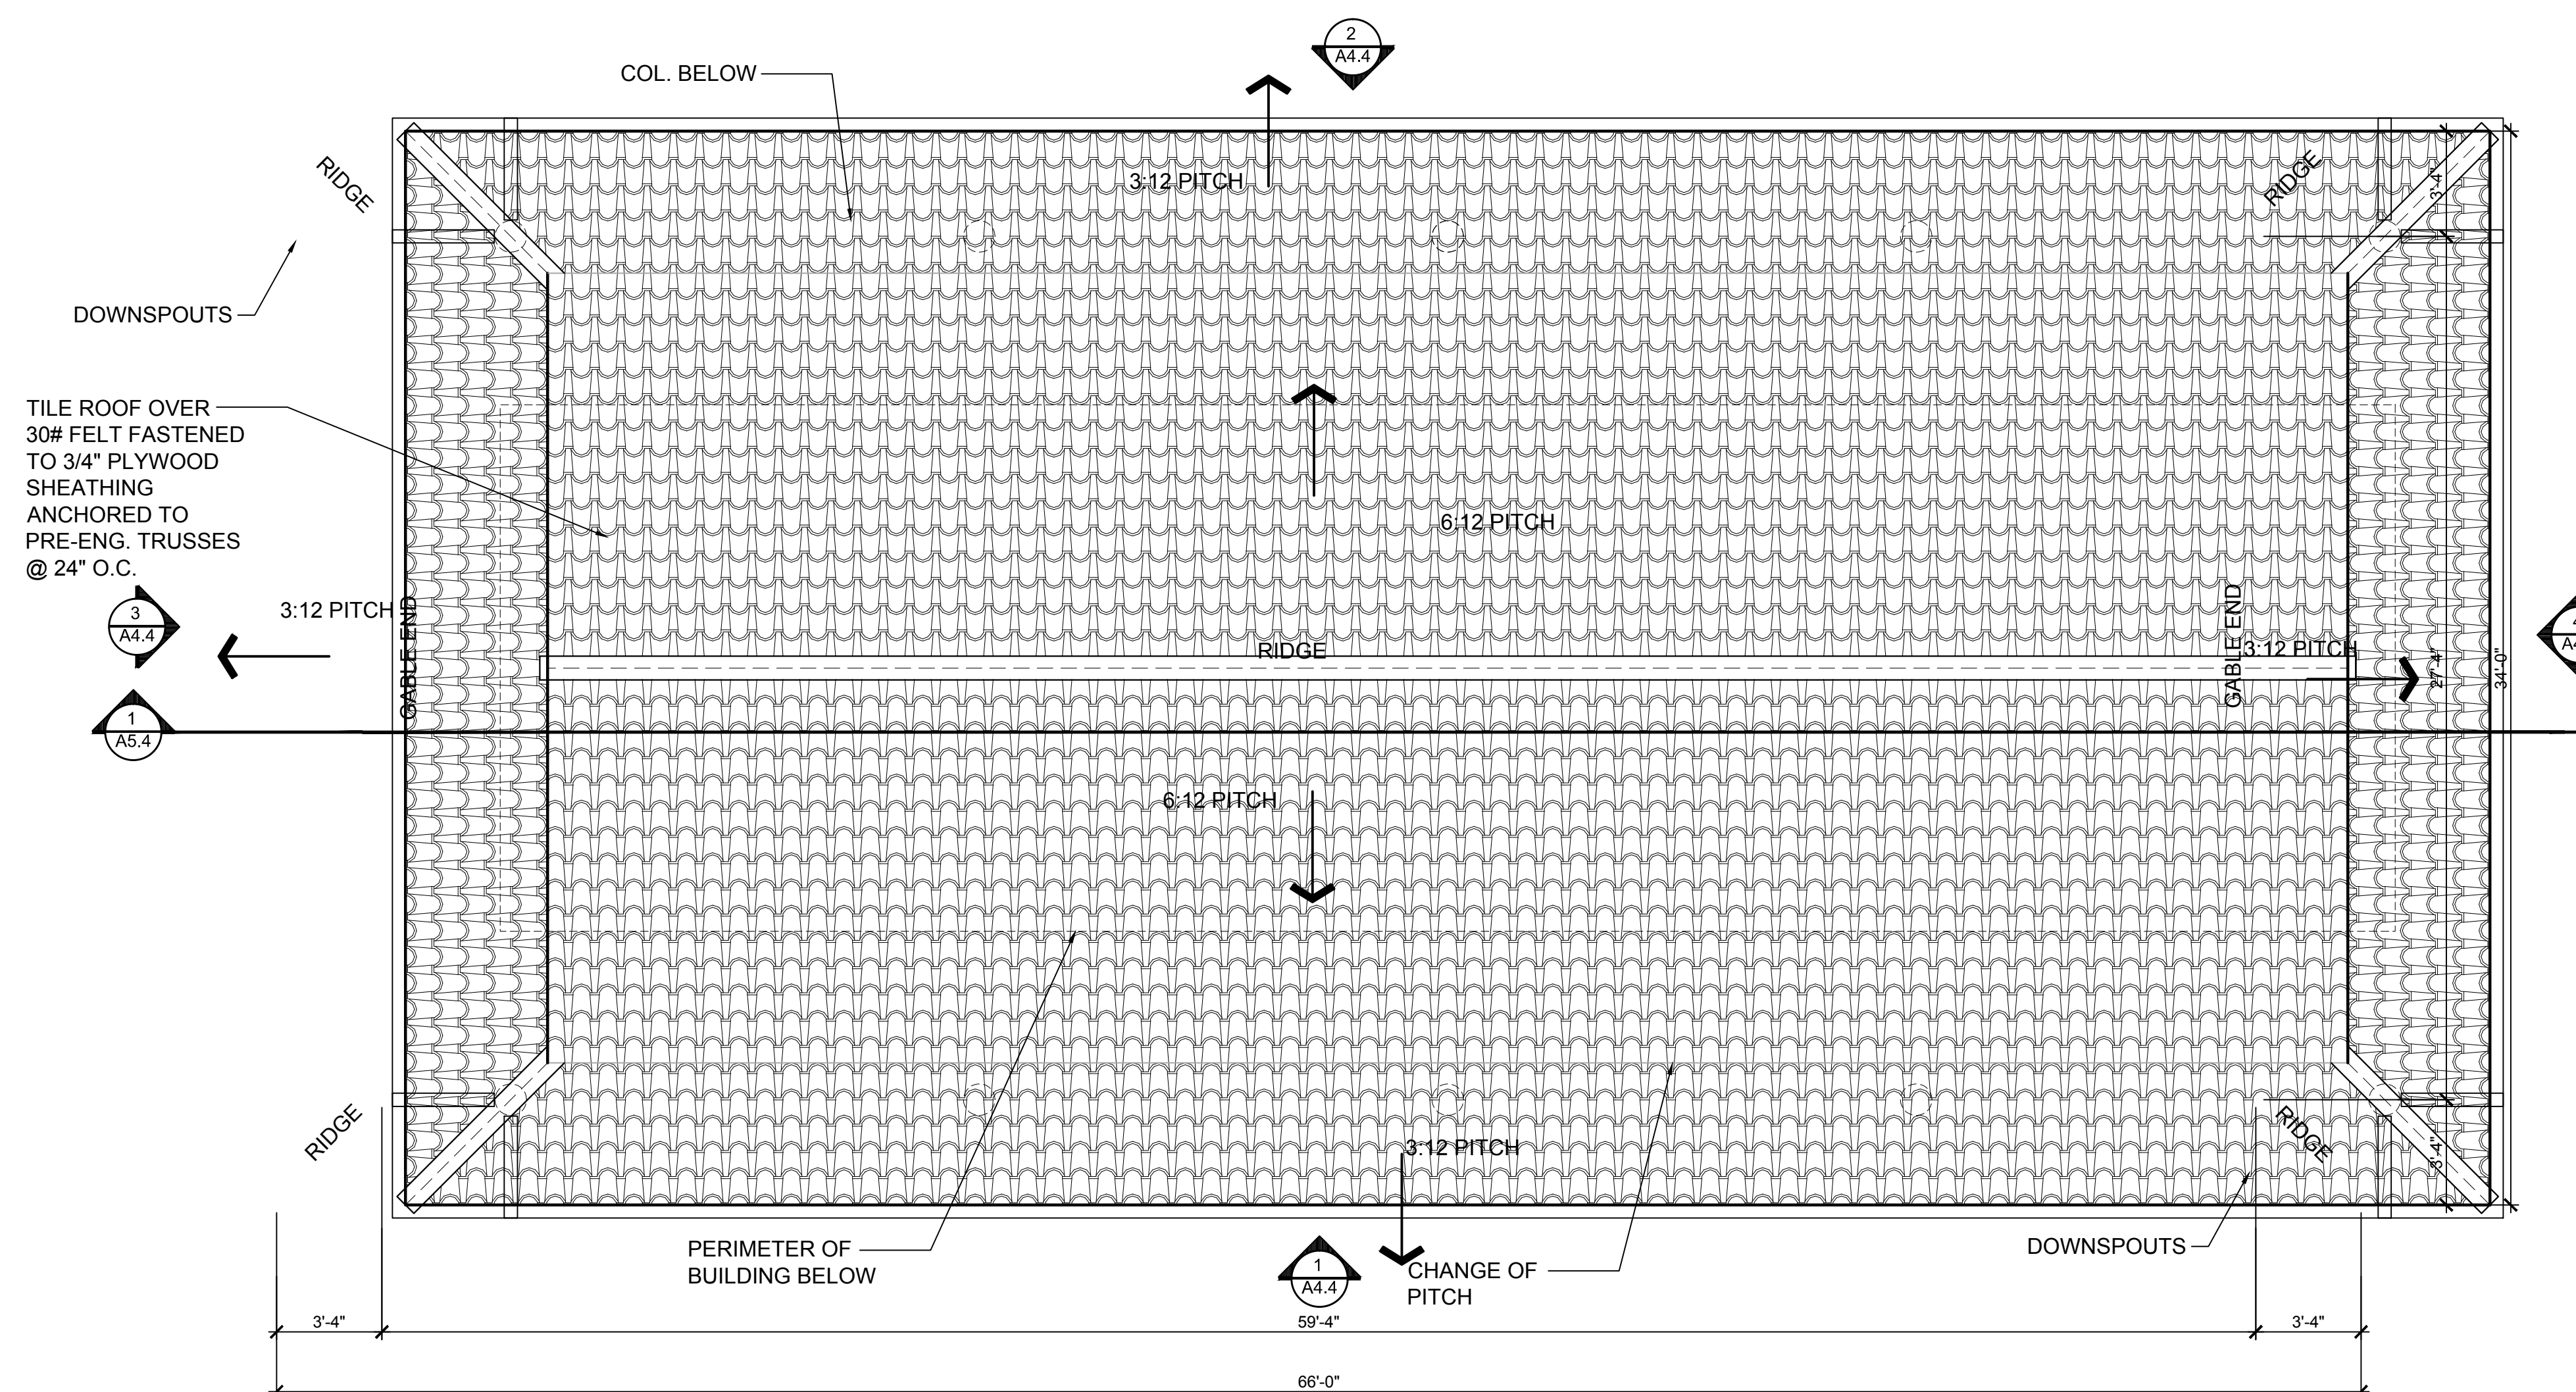 2
A4.4
COL. BELOW
RIDGE
RIDGE
3:12 PITCH
3'-4"
DOWNSPOUTS
TILE ROOF OVER
30# FELT FASTENED
TO 3/4" PLYWOOD
SHEATHING
ANCHORED TO
PRE-ENG. TRUSSES
@ 24" O.C.
6:12 PITCH
3
A4.4
3:12 PITCH
GABLE END
RIDGE
GABLE END
3:12 PITCH
27'-4"
34'-0"
1
A5.4
6:12 PITCH
RIDGE
3:12 PITCH
RIDGE
3'-4"
PERIMETER OF
BUILDING BELOW
1
A4.4
CHANGE OF
PITCH
DOWNSPOUTS
3'-4"
59'-4"
3'-4"
66'-0"